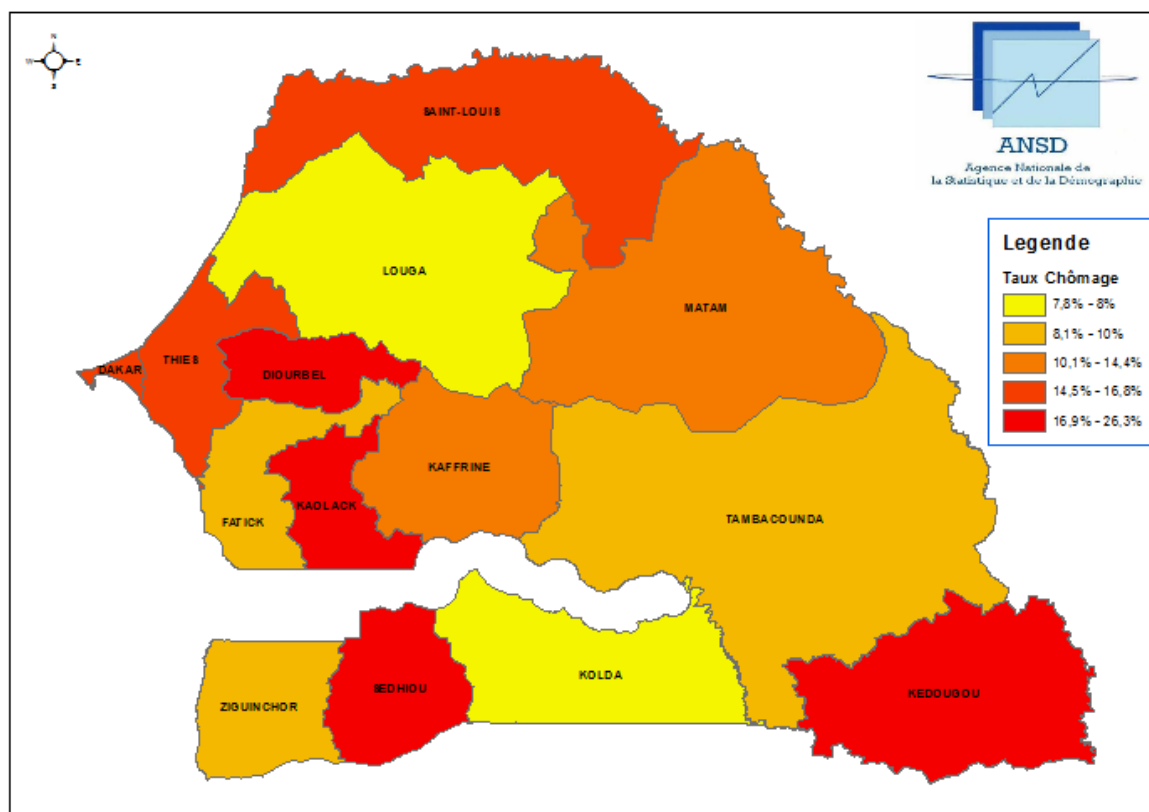 N
W
E
S
SAINT-LOUIS
ANSD
Agence Nationale de
la Statistique et de la Démographie
Legende
Taux Chômage
7,8% - 8%
8,1% - 10%
10,1% - 14,4%
14,5% - 16,8%
16,9% - 26,3%
LOUGA
MATAM
DAKAR
THIES
DIOURBEL
KAFFRINE
KAOLACK
FATICK
TAMBACOUNDA
ZIGUINCHOR
SEDHIOU
KOLDA
KEDOUGOU